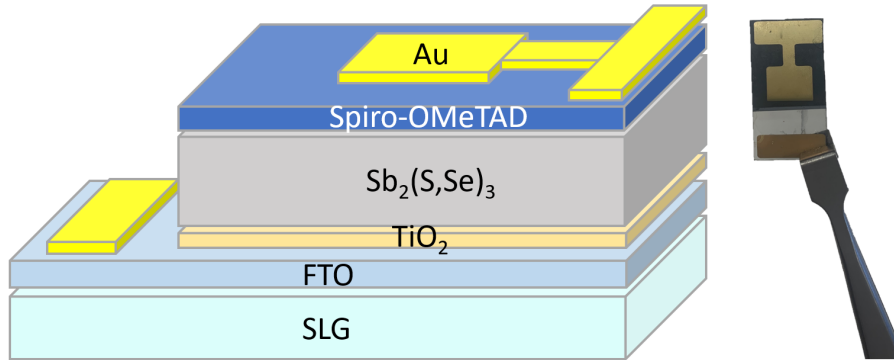 Au
Spiro-OMeTAD
Sb₂(S,Se)₃
TiO₂
FTO
SLG